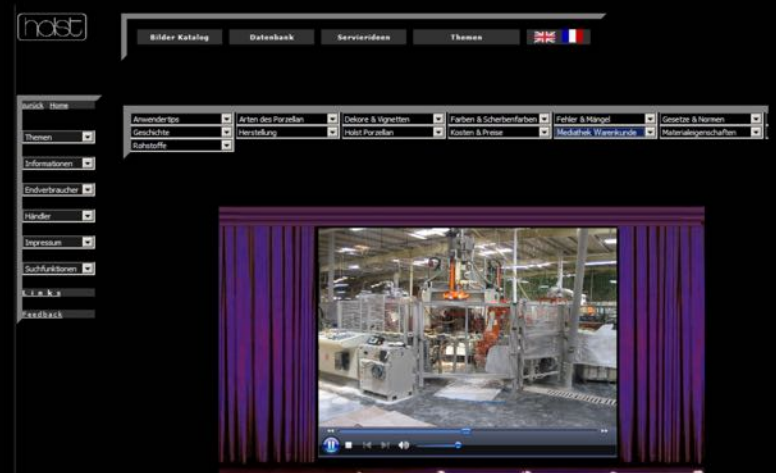 holst
Bilder Katalog Datenbank Servierideen Themen
zurück Home
Anwendertips Arten des Porzellan Dekore & Vignetten Farben & Scherbenfarben Fehler & Mängel Gesetze & Normen
Geschichte Herstellung Holst Porzellan Kosten & Preise Mediathek Warenkunde Materialeigenschaften
Rohstoffe
Themen
Informationen
Endverbraucher
Händler
Impressum
Suchfunktionen
Links
Feedback